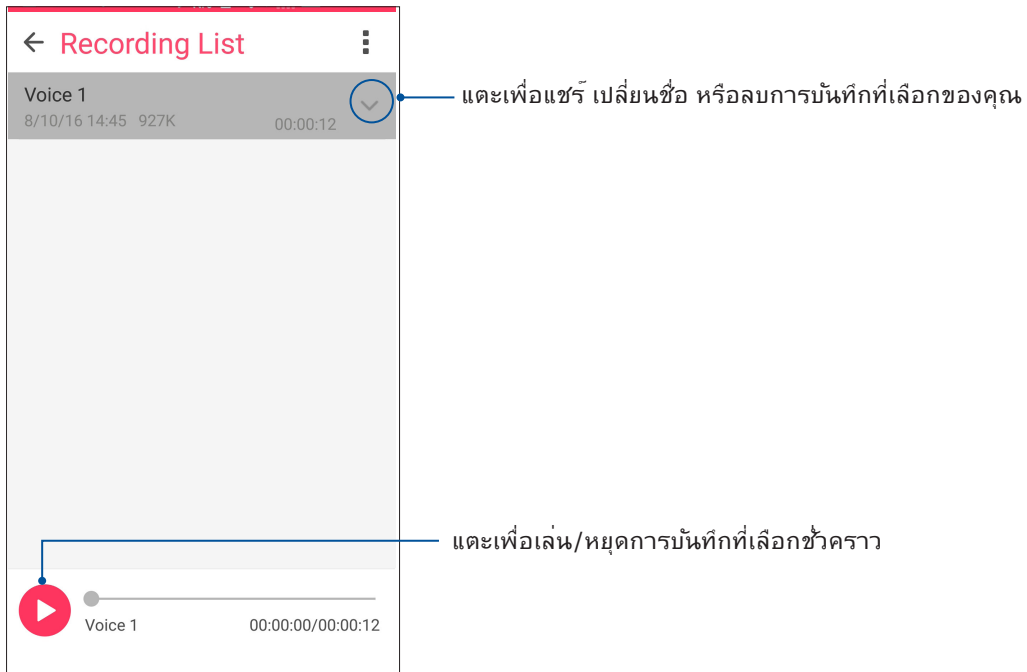 Recording List
Voice 1
8/10/16 14:45 927K
00:00:12
แตะเพื่อแชร์ เปลี่ยนชื่อ หรือลบการบันทึกที่เลือกของคุณ
แตะเพื่อเล่น/หยุดการบันทึกที่เลือกชั่วคราว
Voice 1
00:00:00/00:00:12